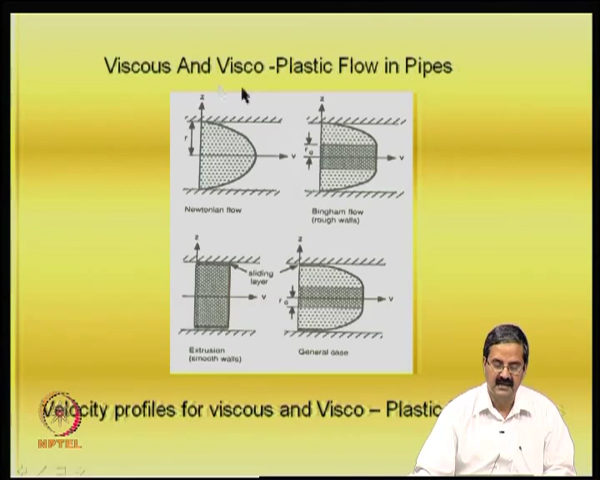 Viscous And Visco -Plastic Flow in Pipes
z
z
r
v
r₀
v
Newtonian flow
Bingham flow
(rough walls)
z
z
sliding
layer
v
r₀
v
Extrusion
(smooth walls)
General case
Velocity profiles for viscous and Visco – Plastic
NPTEL